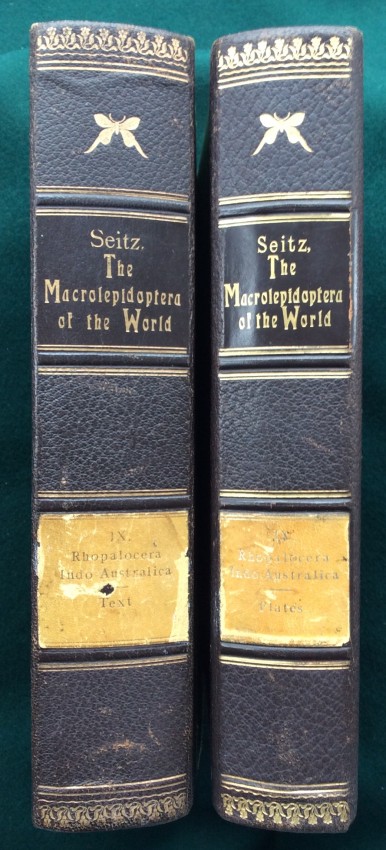 Seitz.
The
Macrolepidoptera
of the World
IX.
Rhopalocera
Indo Australica
Text
Seitz,
The
Macrolepidoptera
of the World
Rhopalocera
Indo Australica
Plates